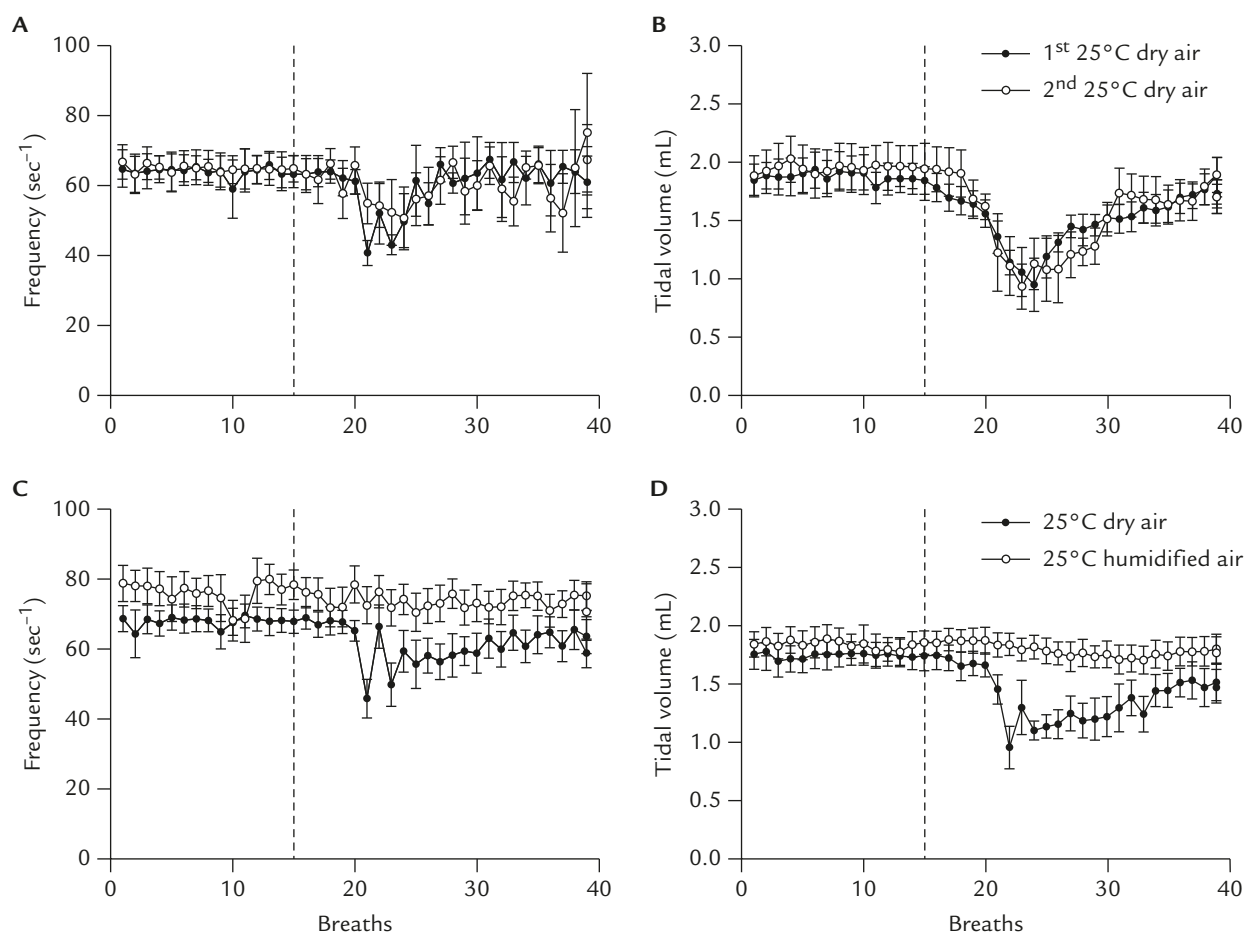 A
Frequency (sec⁻¹)
100
80
60
40
20
0
0 10 20 30 40
B
Tidal volume (mL)
3.0
2.5
2.0
1.5
1.0
0.5
0.0
0 10 20 30 40
1st 25°C dry air
2nd 25°C dry air
C
Frequency (sec⁻¹)
100
80
60
40
60
0
0 10 20 30 40
Breaths
D
Tidal volume (mL)
3.0
2.5
2.0
1.5
1.0
0.5
0.0
0 10 20 30 40
Breaths
25°C dry air
25°C humidified air